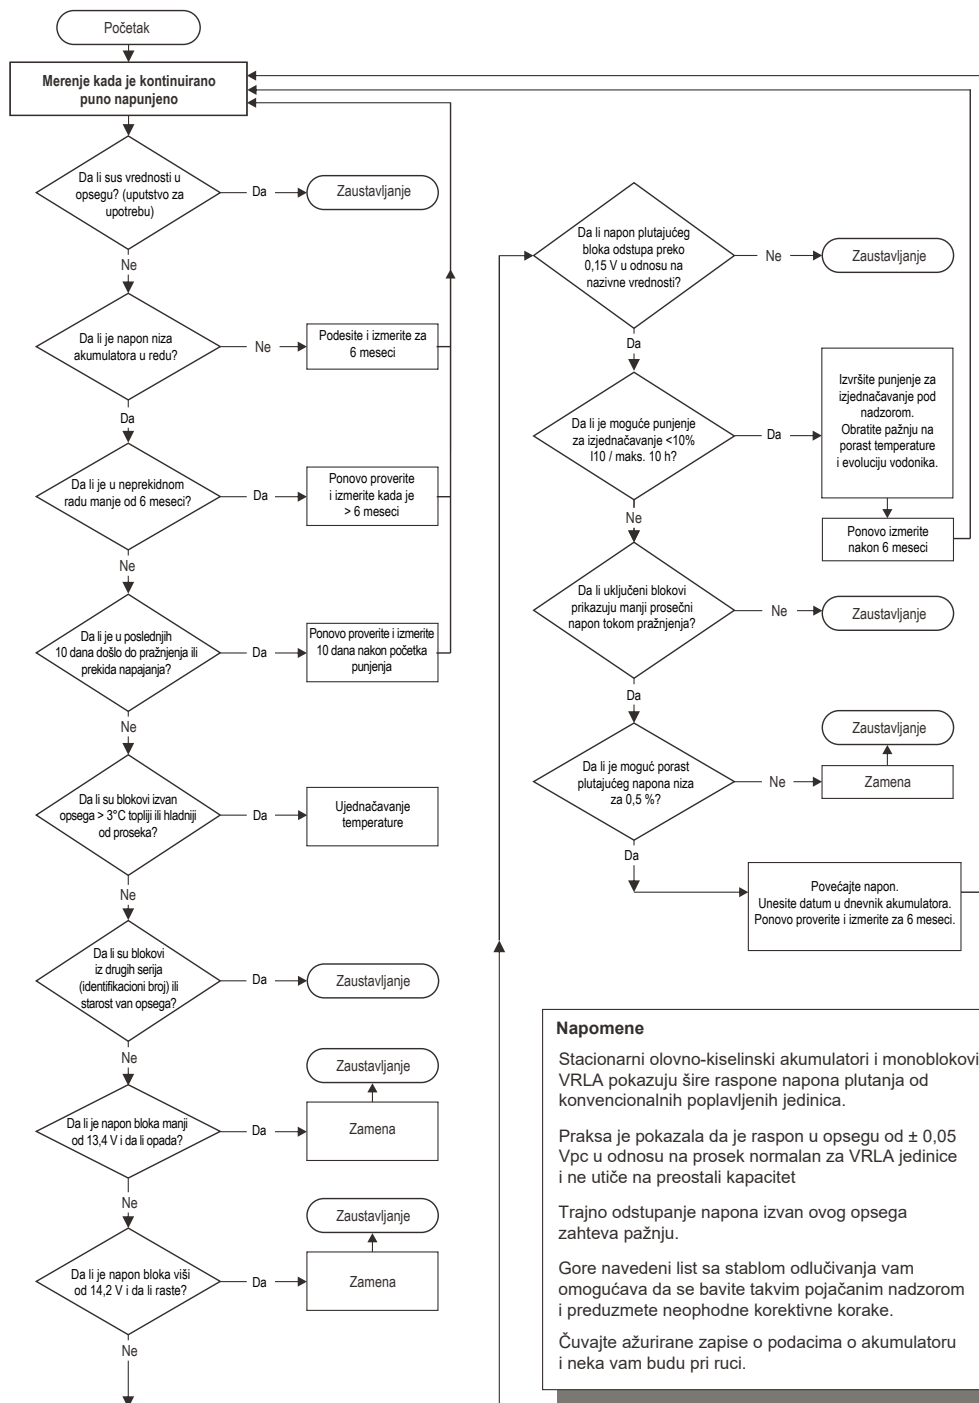 Početak
Merenje kada je kontinuirano
puno napunjeno
Da li sus vrednosti u
opsegu? (uputstvo za
upotrebu)
Da
Zaustavljanje
Ne
Da li je napon niza
akumulatora u redu?
Ne
Podesite i izmerite za
6 meseci
Da
Da li je u neprekidnom
radu manje od 6 meseci?
Da
Ponovo proverite
i izmerite kada je
> 6 meseci
Ne
Da li je u poslednjih
10 dana došlo do pražnjenja ili
prekida napajanja?
Da
Ponovo proverite i izmerite
10 dana nakon početka
punjenja
Ne
Da li su blokovi izvan
opsega > 3°C topliji ili hladniji
od proseka?
Da
Ujednačavanje
temperature
Ne
Da li su blokovi
iz drugih serija
(identifikacioni broj) ili
starost van opsega?
Da
Zaustavljanje
Ne
Da li je napon bloka manji
od 13,4 V i da li opada?
Da
Zamena
Zaustavljanje
Ne
Da li je napon bloka viši
od 14,2 V i da li raste?
Da
Zamena
Zaustavljanje
Ne
Da li napon plutajućeg
bloka odstupa preko
0,15 V u odnosu na
nazivne vrednosti?
Ne
Zaustavljanje
Da
Da li je moguće punjenje
za izjednačavanje <10%
I10 / maks. 10 h?
Da
Izvršite punjenje za
izjednačavanje pod
nadzorom.
Obratite pažnju na
porast temperature
i evoluciju vodonika.
Ponovo izmerite
nakon 6 meseci
Ne
Da li uključeni blokovi
prikazuju manji prosečni
napon tokom pražnjenja?
Ne
Zaustavljanje
Da
Da li je moguć porast
plutajućeg napona niza
za 0,5 %?
Ne
Zamena
Zaustavljanje
Da
Povećajte napon.
Unesite datum u dnevnik akumulatora.
Ponovo proverite i izmerite za 6 meseci.
Napomene
Stacionarni olovno-kiselinski akumulatori i monoblokovi
VRLA pokazuju šire raspone napona plutanja od
konvencionalnih poplavljenih jedinica.
Praksa je pokazala da je raspon u opsegu od ± 0,05
Vpc u odnosu na prosek normalan za VRLA jedinice
i ne utiče na preostali kapacitet
Trajno odstupanje napona izvan ovog opsega
zahteva pažnju.
Gore navedeni list sa stablom odlučivanja vam
omogućava da se bavite takvim pojačanim nadzorom
i preduzmete neophodne korektivne korake.
Čuvajte ažurirane zapise o podacima o akumulatoru
i neka vam budu pri ruci.